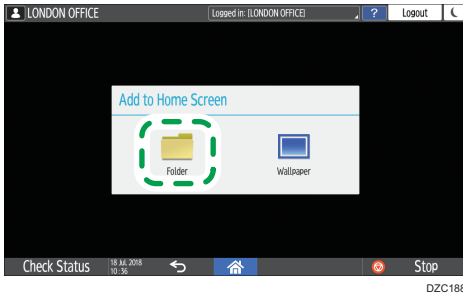 LONDON OFFICE
Logged in: [LONDON OFFICE]
?
Logout
Add to Home Screen
Folder
Wallpaper
Check Status
18 Jul. 2018
10:36
Stop
DZC188